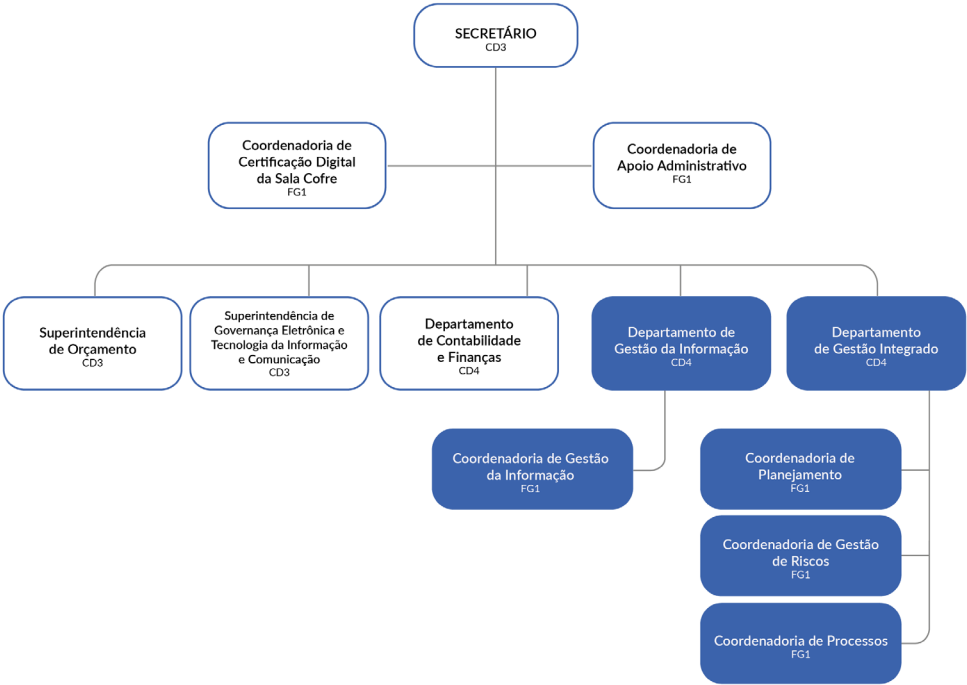 SECRETÁRIO
CD3
Coordenadoria de
Certificação Digital
da Sala Cofre
FG1
Coordenadoria de
Apoio Administrativo
FG1
Superintendência
de Orçamento
CD3
Superintendência de
Governança Eletrônica e
Tecnologia da Informação
e Comunicação
CD3
Departamento
de Contabilidade
e Finanças
CD4
Departamento de
Gestão da Informação
CD4
Departamento
de Gestão Integrado
CD4
Coordenadoria de Gestão
da Informação
FG1
Coordenadoria de
Planejamento
FG1
Coordenadoria de Gestão
de Riscos
FG1
Coordenadoria de Processos
FG1